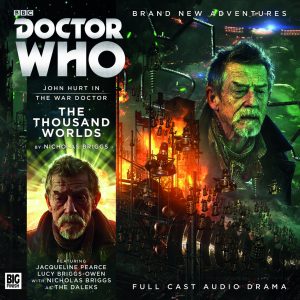 BBC
DOCTOR
WHO
BRAND NEW ADVENTURES
JOHN HURT IN
THE WAR DOCTOR
THE
THOUSAND
WORLDS
BY NICHOLAS BRIGGS
FEATURING
JACQUELINE PEARCE
LUCY BRIGGS-OWEN
WITH NICHOLAS BRIGGS
AS THE DALEKS
BIG
FINISH
FULL CAST AUDIO DRAMA